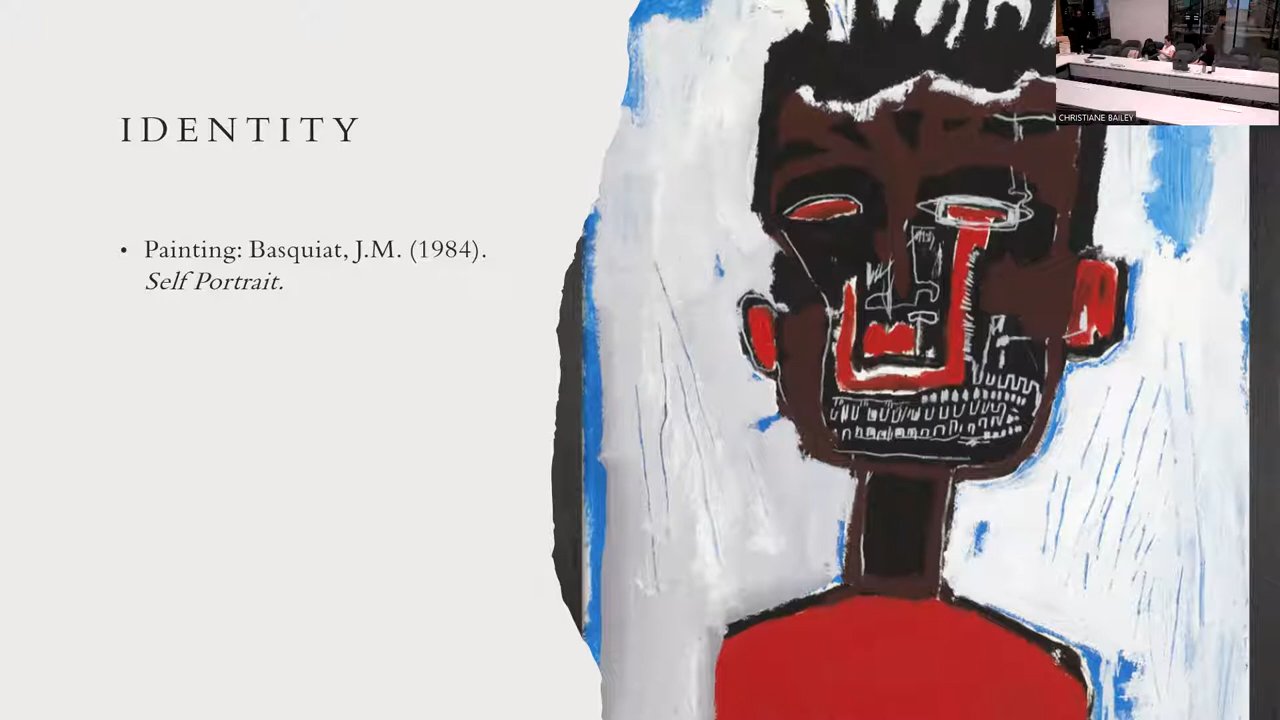 IDENTITY
• Painting: Basquiat, J.M. (1984).
Self Portrait.
CHRISTIANE BAILEY